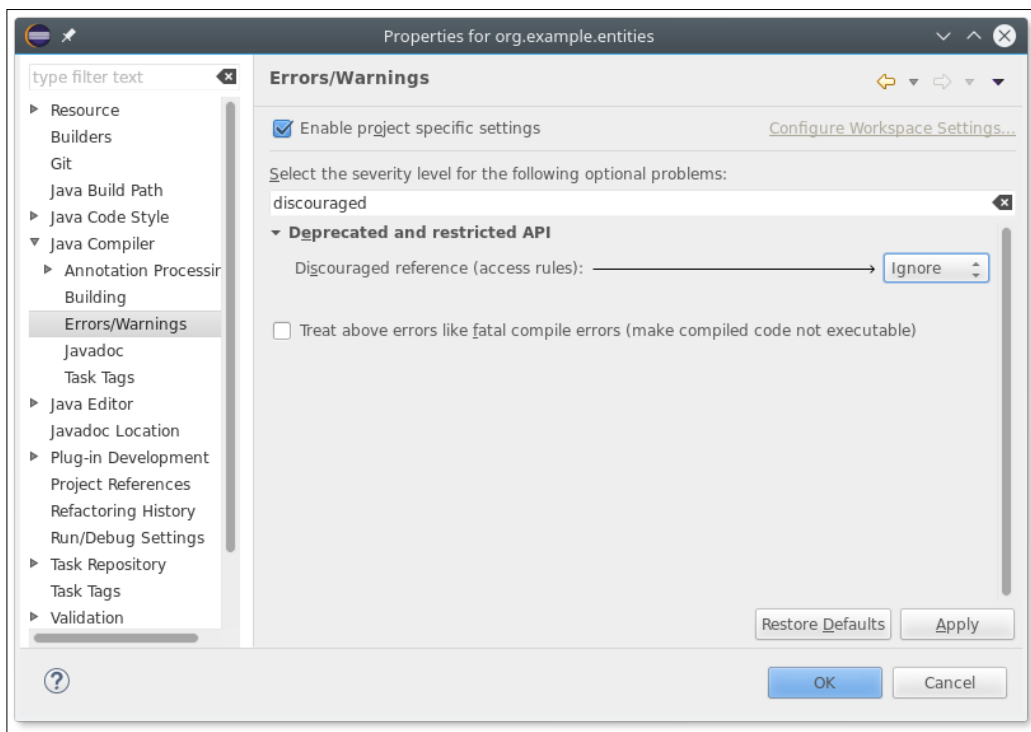 Properties for org.example.entities
type filter text
Resource
Builders
Git
Java Build Path
Java Code Style
Java Compiler
Annotation Processir
Building
Errors/Warnings
Javadoc
Task Tags
Java Editor
Javadoc Location
Plug-in Development
Project References
Refactoring History
Run/Debug Settings
Task Repository
Task Tags
Validation
Errors/Warnings
Enable project specific settings
Configure Workspace Settings...
Select the severity level for the following optional problems:
discouraged
Deprecated and restricted API
Discouraged reference (access rules):
Ignore
Treat above errors like fatal compile errors (make compiled code not executable)
Restore Defaults
Apply
?
OK
Cancel